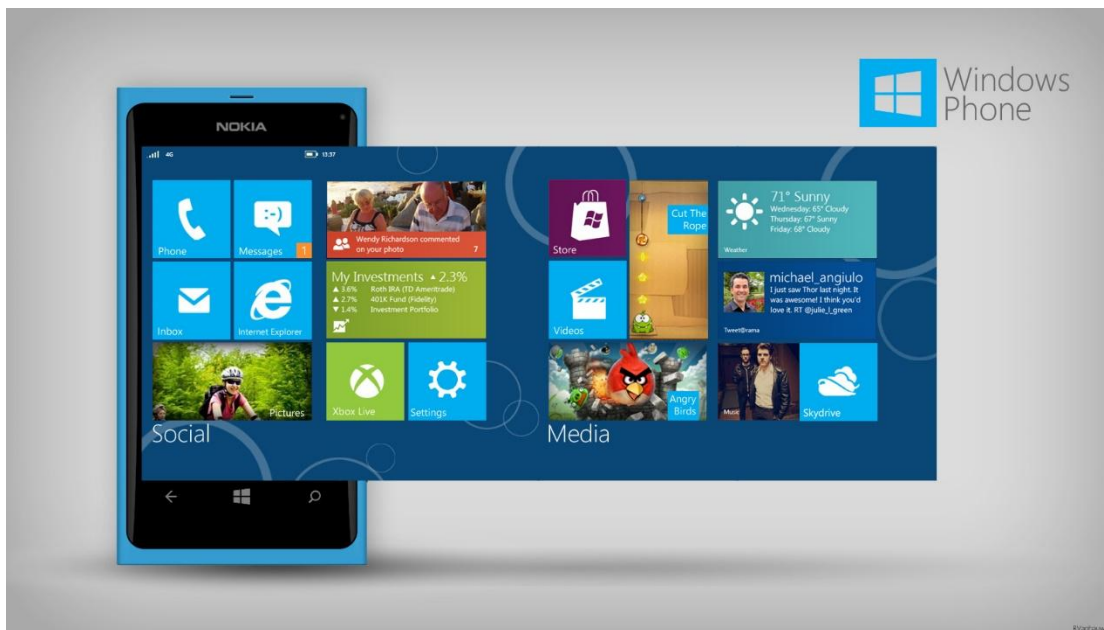 Windows
Phone
NOKIA
4G
13:37
Phone
Messages
1
Wendy Richardson commented
on your photo
7
Inbox
Internet Explorer
My Investments ▲ 2.3%
▲ 3.6% Roth IRA (TD Ameritrade)
▲ 2.7% 401K Fund (Fidelity)
▼ 1.4% Investment Portfolio
Pictures
Xbox Live
Settings
Social
Store
Cut The
Rope
71° Sunny
Wednesday: 65° Cloudy
Thursday: 67° Sunny
Friday: 68° Cloudy
Weather
Videos
michael_angiulo
I just saw Thor last night. It
was awesome! I think you'd
love it. RT @julie_l_green
Tweet@rama
Angry
Birds
Music
Skydrive
Media